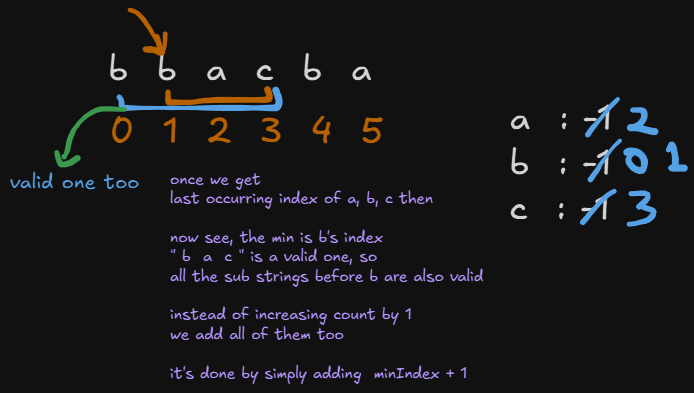 b b a c b a
0 1 2 3 4 5
a : -1 2
b : -1 0 1
c : -1 3
valid one too
once we get
last occurring index of a, b, c then
now see, the min is b's index
" b a c " is a valid one, so
all the sub strings before b are also valid
instead of increasing count by 1
we add all of them too
it's done by simply adding minIndex + 1